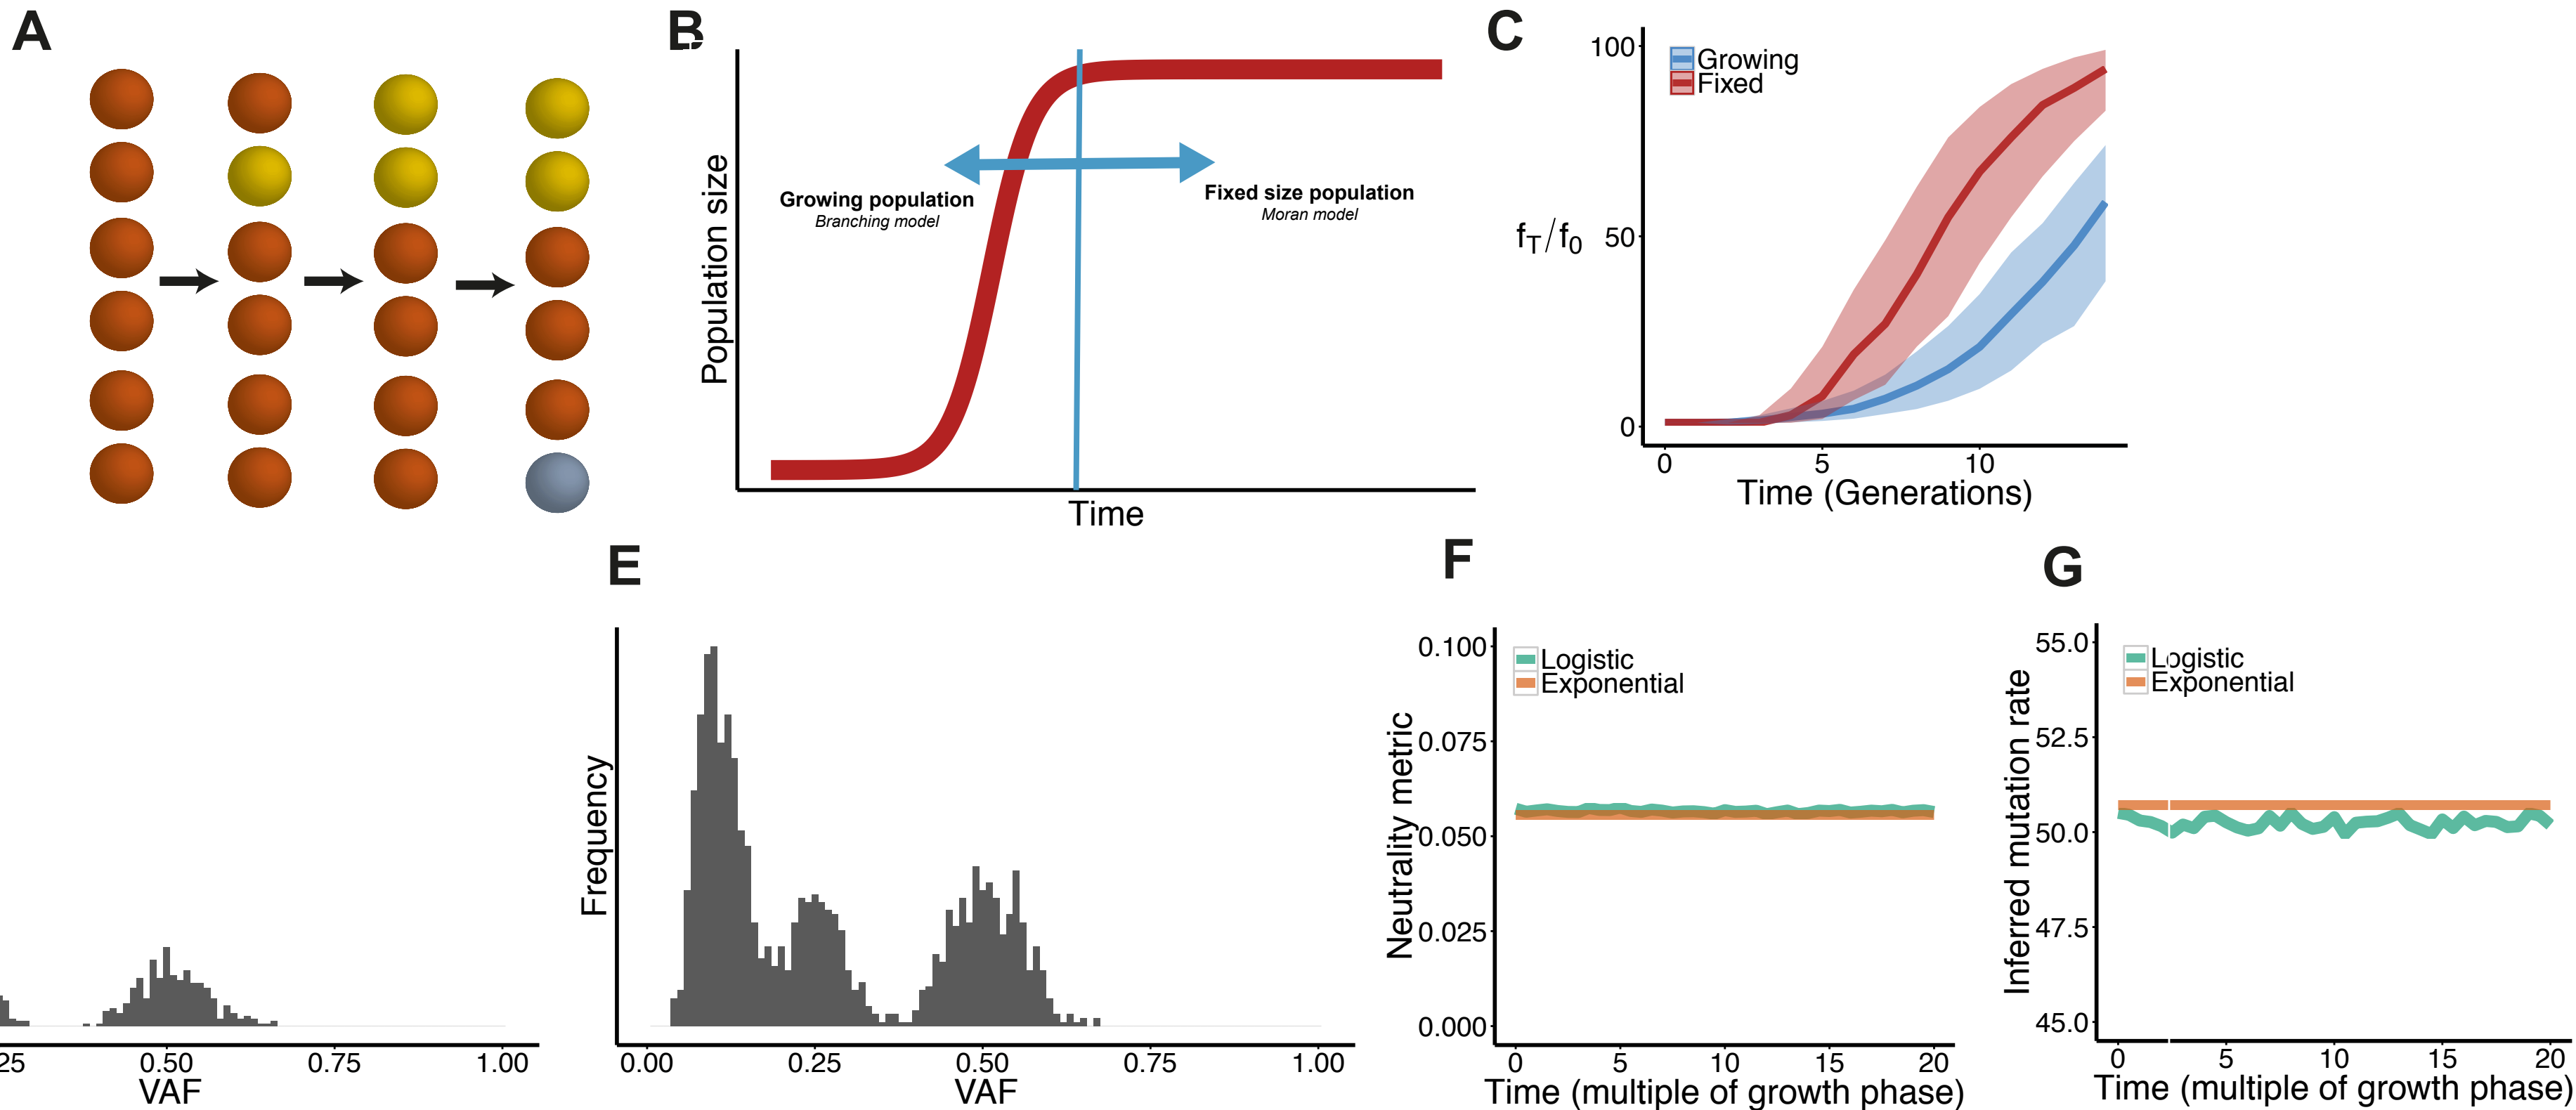 A
B
Population size
Growing population
Branching model
Fixed size population
Moran model
Time
C
100
50
0
fT/f0
Growing
Fixed
0 5 10
Time (Generations)
25 0.50 0.75 1.00
VAF
E
Frequency
0.00 0.25 0.50 0.75 1.00
VAF
F
Neutrality metric
0.100
0.075
0.050
0.025
0.000
Logistic
Exponential
0 5 10 15 20
Time (multiple of growth phase)
G
Inferred mutation rate
55.0
52.5
50.0
47.5
45.0
Logistic
Exponential
0 5 10 15 20
Time (multiple of growth phase)